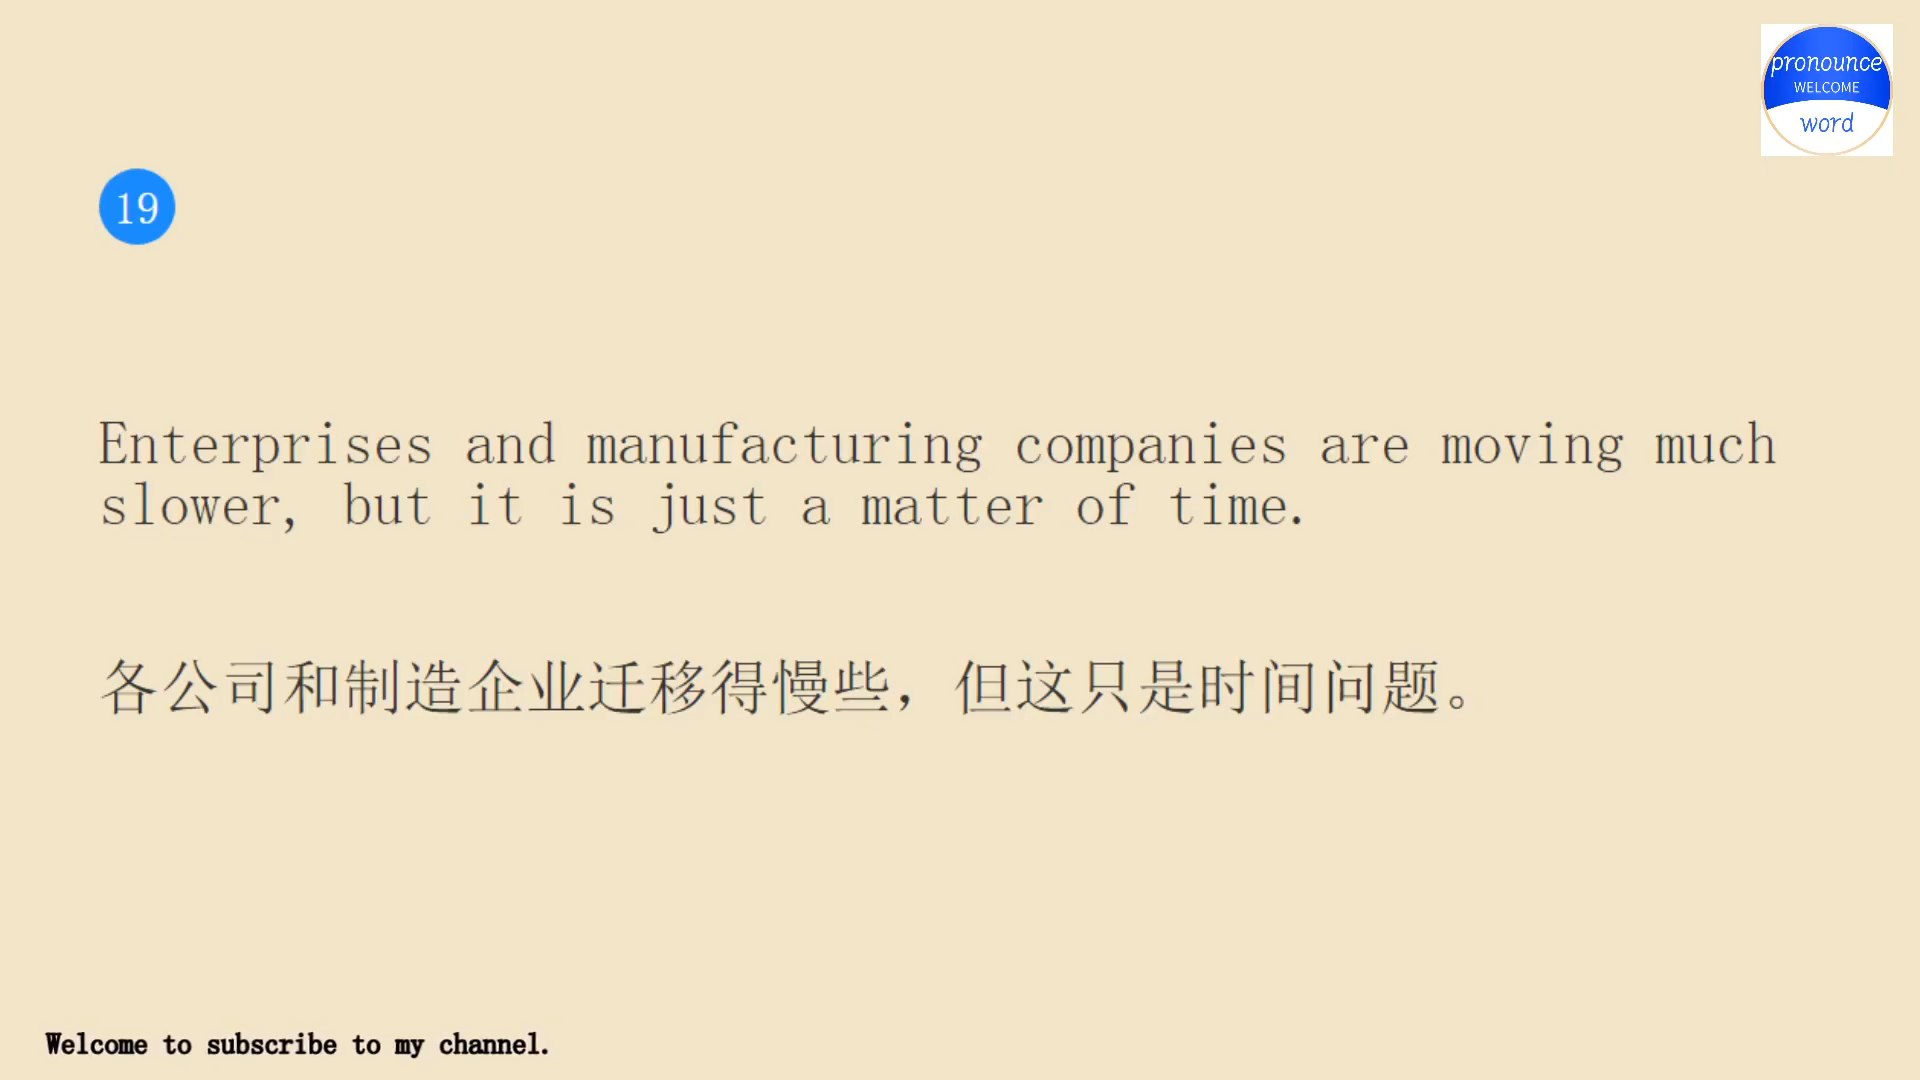 pronounce
WELCOME
word
19
Enterprises and manufacturing companies are moving much
slower, but it is just a matter of time.
各公司和制造企业迁移得慢些，但这只是时间问题。
Welcome to subscribe to my channel.